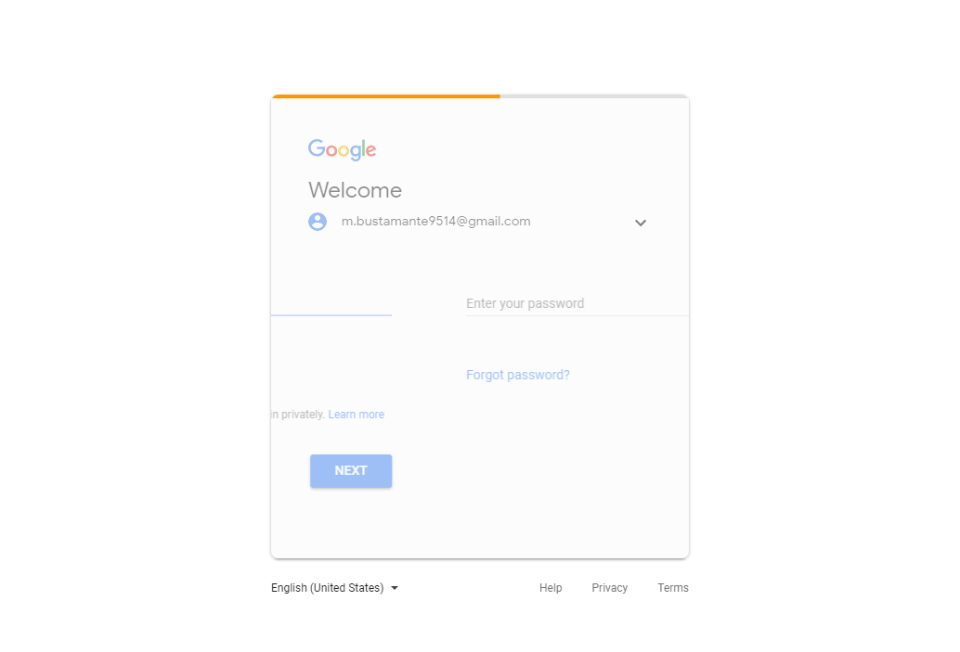 Google
Welcome
m.bustamante9514@gmail.com
Enter your password
Forgot password?
in privately. Learn more
NEXT
English (United States) Help Privacy Terms